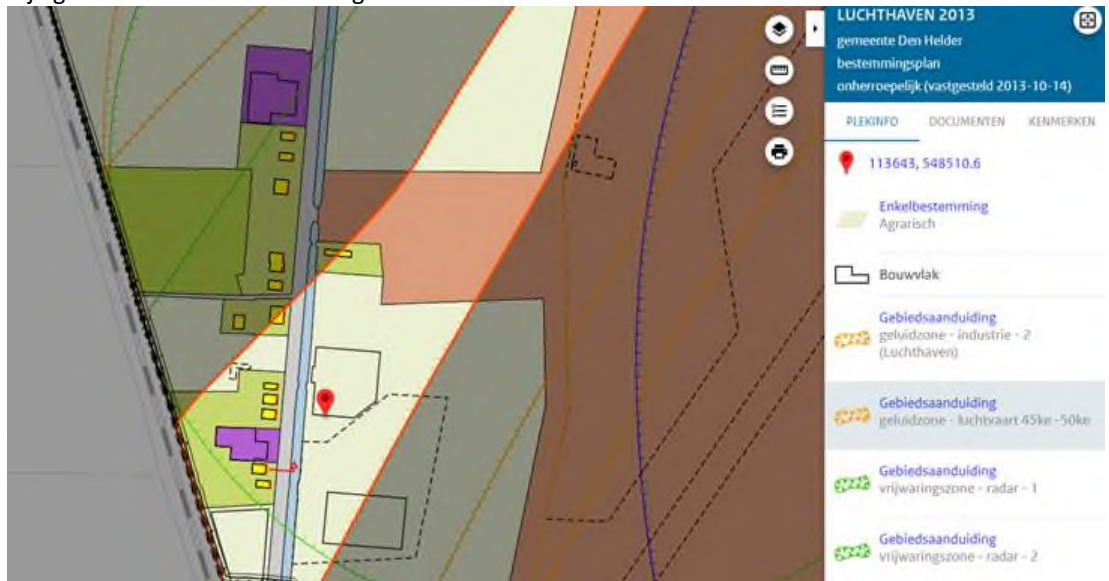 LUCHTHAVEN 2013
gemeente Den Helder
bestemmingsplan
onherroepelijk (vastgesteld 2013-10-14)
PLEKINFO DOCUMENTEN KENMERKEN
113643, 548510.6
Enkelbestemming
Agrarisch
Bouwvlak
Gebiedsaanduiding
geluidzone - industrie - 2
(Luchthaven)
Gebiedsaanduiding
geluidzone - luchtvaart 45ke -50ke
Gebiedsaanduiding
vrijwaringszone - radar - 1
Gebiedsaanduiding
vrijwaringszone - radar - 2